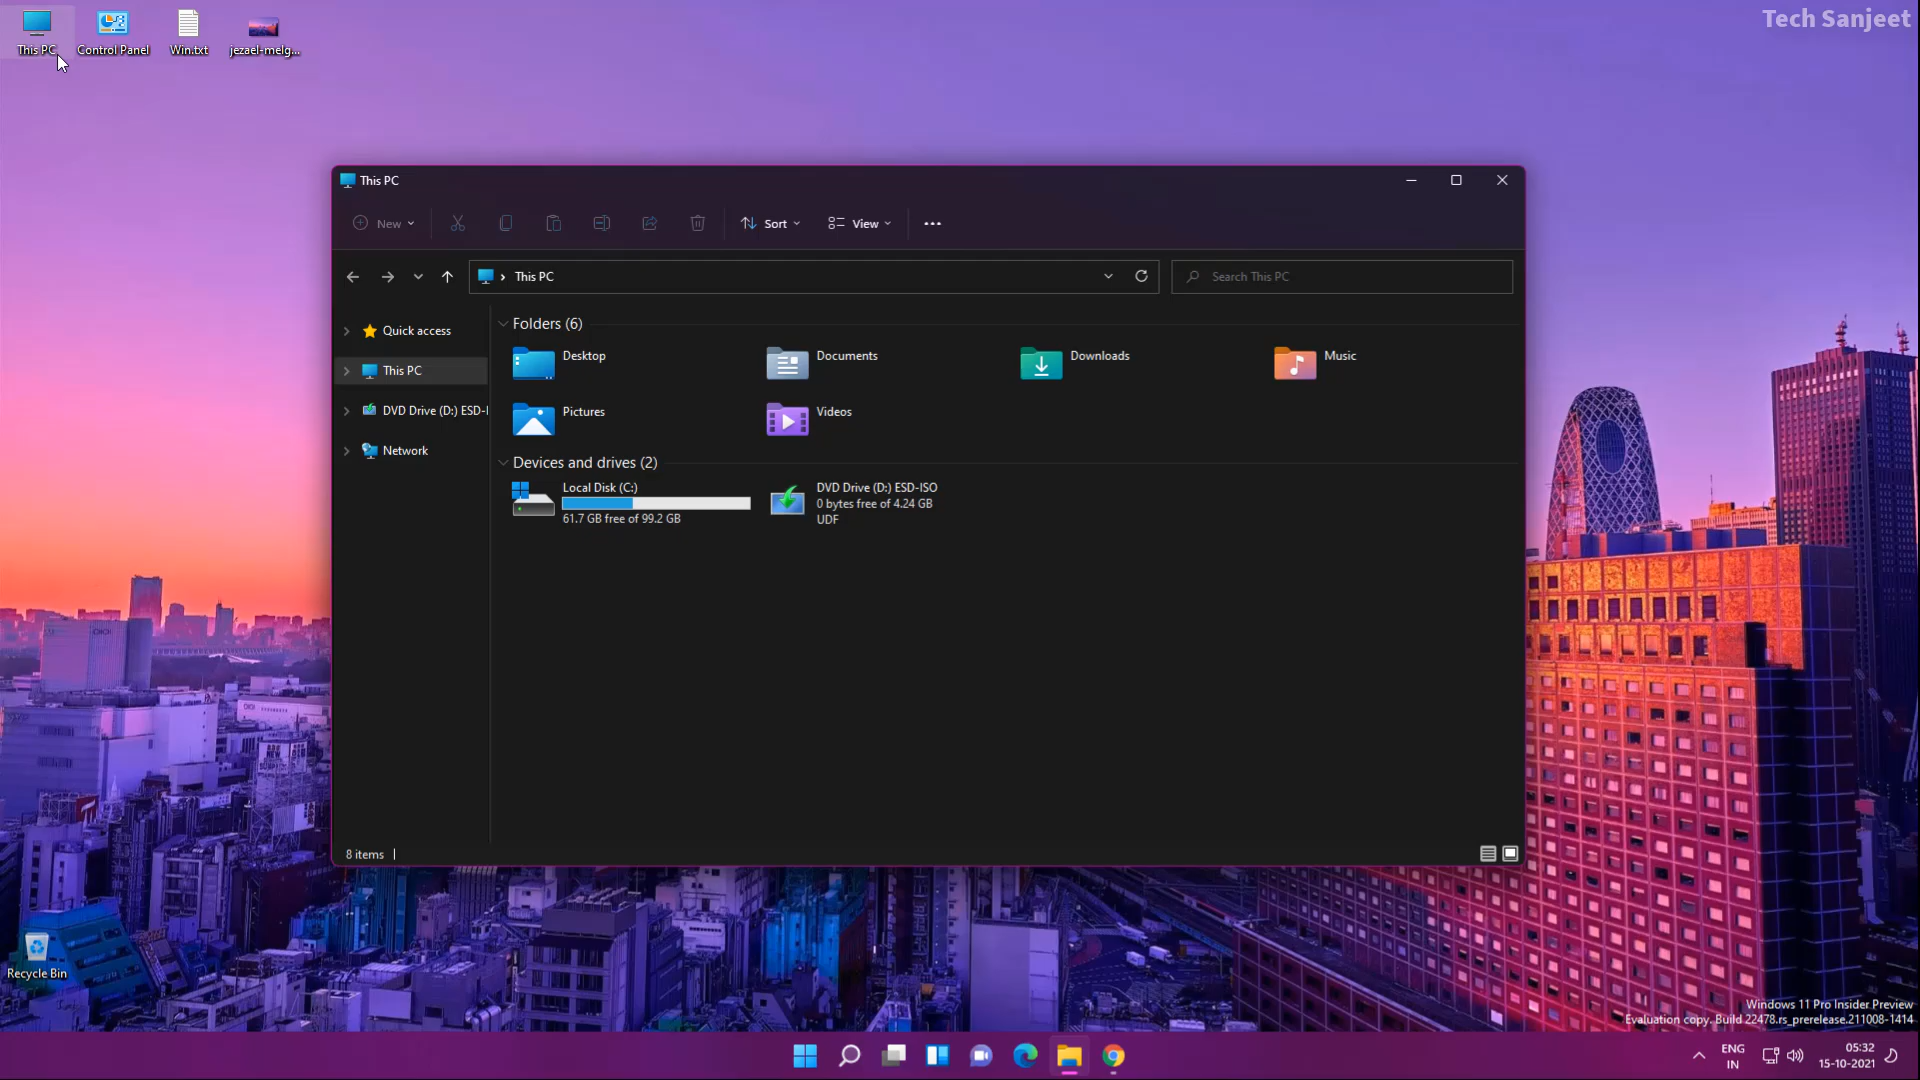 Tech Sanjeet
This PC
Control Panel
Win.txt
jezael-melg...
This PC
New
Sort
View
This PC
Search This PC
Quick access
This PC
DVD Drive (D:) ESD-I
Network
Folders (6)
Desktop
Documents
Downloads
Music
Pictures
Videos
Devices and drives (2)
Local Disk (C:)
61.7 GB free of 99.2 GB
DVD Drive (D:) ESD-ISO
0 bytes free of 4.24 GB
UDF
8 items
Recycle Bin
Windows 11 Pro Insider Preview
Evaluation copy. Build 22478.rs_prerelease.211008-1414
ENG
IN
05:32
15-10-2021